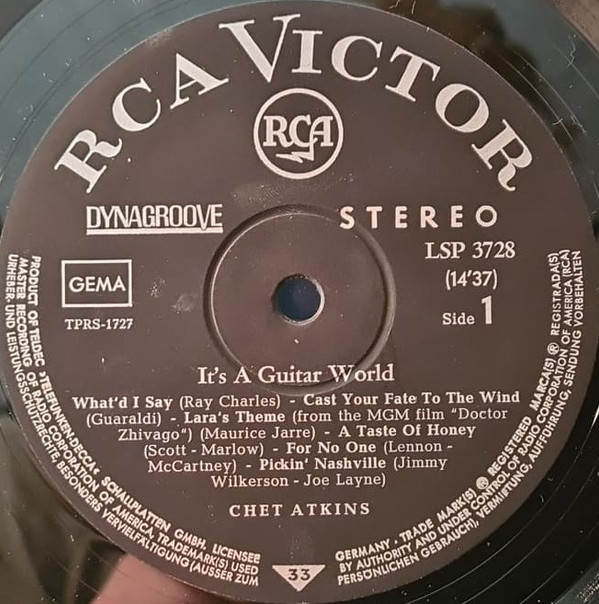 RCA VICTOR
RCA
DYNAGROOVE
STEREO
LSP 3728
(14'37)
Side 1
GEMA
TPRS-1727
It's A Guitar World
What'd I Say (Ray Charles) - Cast Your Fate To The Wind
(Guaraldi) - Lara's Theme (from the MGM film "Doctor
Zhivago") (Maurice Jarre) - A Taste Of Honey
(Scott - Marlow) - For No One (Lennon -
McCartney) - Pickin' Nashville (Jimmy
Wilkerson - Joe Layne)
CHET ATKINS
33
PRODUCT OF TELDEC »TELEFUNKEN-DECCA« SCHALLPLATTEN GMBH. LICENSEE
MASTER RECORDING OF RADIO CORPORATION OF AMERICA, TRADEMARK(S) USED
URHEBER- UND LEISTUNGSSCHUTZRECHTE, BESONDERS VERVIELFÄLTIGUNG (AUSSER ZUM
GERMANY · TRADE MARK(S) ® REGISTERED MARCA(S) ® REGISTRADA(S)
BY AUTHORITY AND UNDER CONTROL OF RADIO CORPORATION OF AMERICA (RCA)
PERSÖNLICHEN GEBRAUCH), VERMIETUNG, AUFFÜHRUNG, SENDUNG VORBEHALTEN